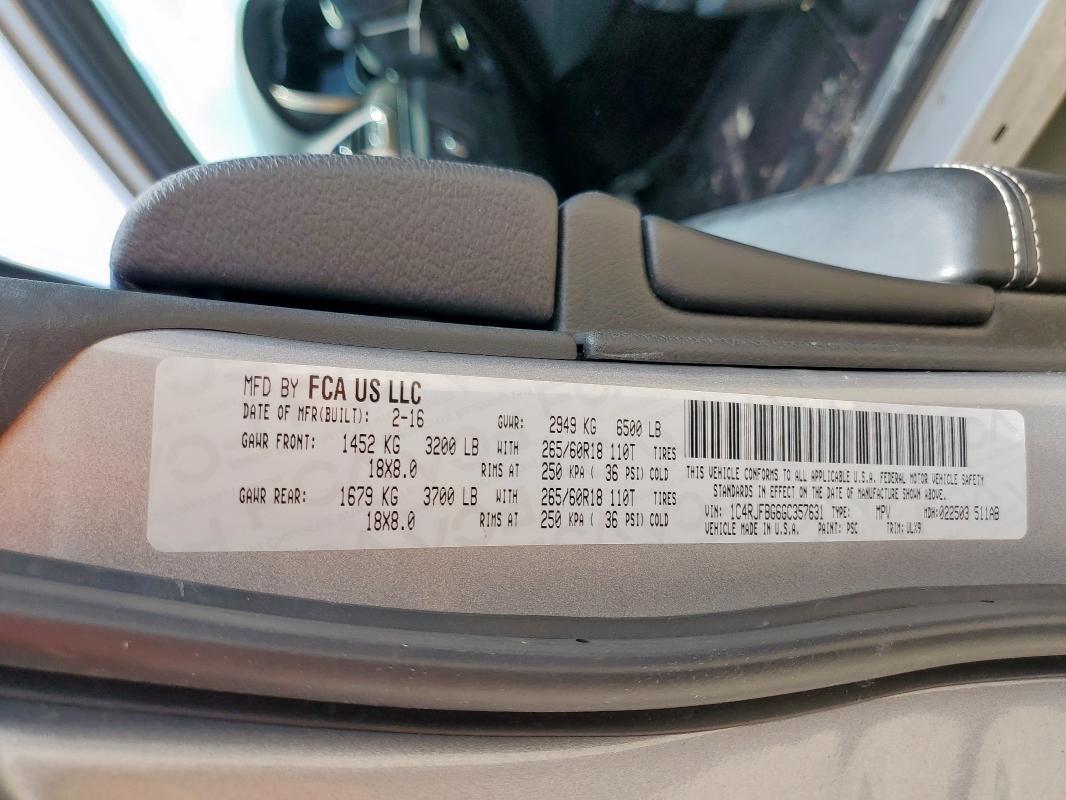 MFD BY FCA US LLC
DATE OF MFR(BUILT): 2-16 GVWR: 2949 KG 6500 LB
GAWR FRONT: 1452 KG 3200 LB WITH 265/60R18 110T TIRES
18X8.0 RIMS AT 250 KPA ( 36 PSI) COLD
GAWR REAR: 1679 KG 3700 LB WITH 265/60R18 110T TIRES
18X8.0 RIMS AT 250 KPA ( 36 PSI) COLD
THIS VEHICLE CONFORMS TO ALL APPLICABLE U.S.A. FEDERAL MOTOR VEHICLE SAFETY
STANDARDS IN EFFECT ON THE DATE OF MANUFACTURE SHOWN ABOVE.
VIN: 1C4RJFBG6GC357631 TYPE: MPV MDH:022503 511AB
VEHICLE MADE IN U.S.A. PAINT: PSC TRIM: